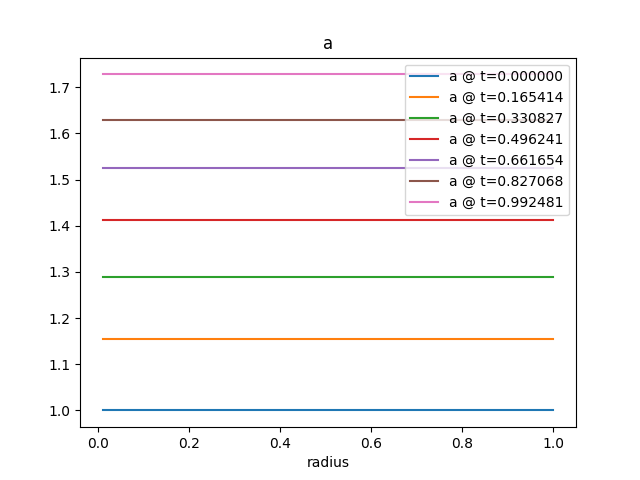 a
a @ t=0.000000
a @ t=0.165414
a @ t=0.330827
a @ t=0.496241
a @ t=0.661654
a @ t=0.827068
a @ t=0.992481
1.7
1.6
1.5
1.4
1.3
1.2
1.1
1.0
0.0 0.2 0.4 0.6 0.8 1.0
radius